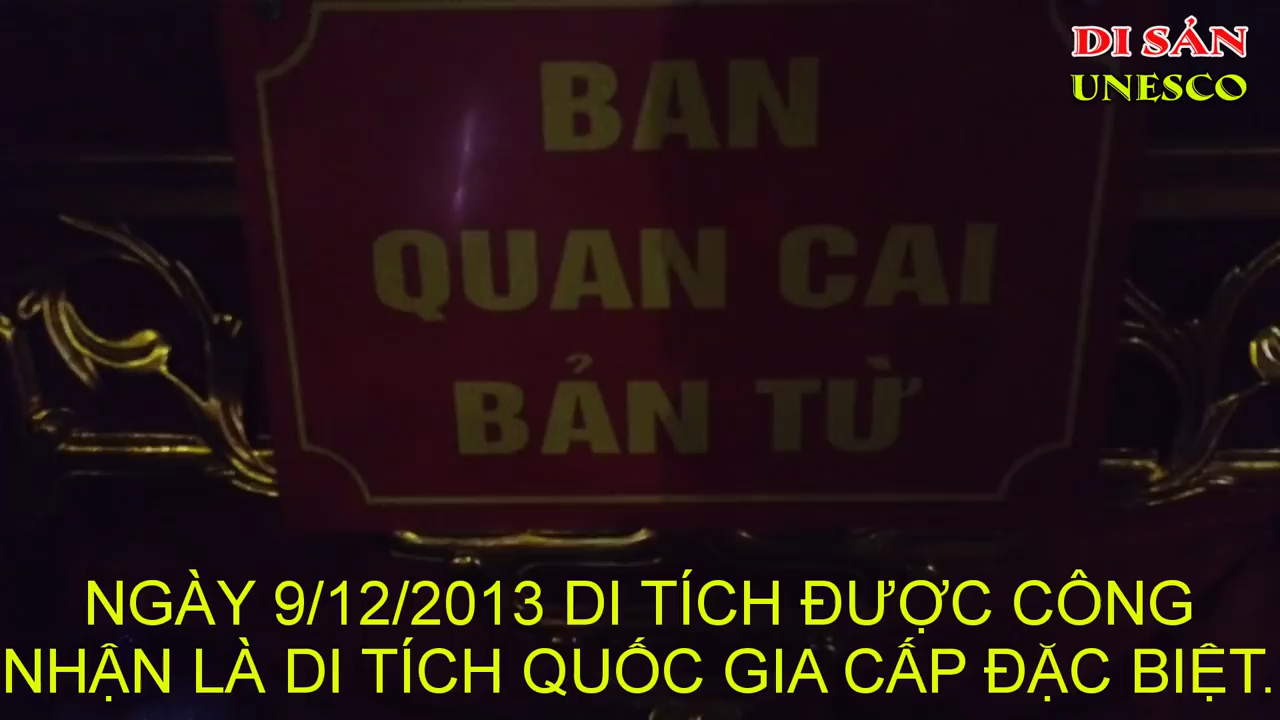 DI SẢN
UNESCO
BAN
QUAN CAI
BẢN TỪ
NGÀY 9/12/2013 DI TÍCH ĐƯỢC CÔNG
NHẬN LÀ DI TÍCH QUỐC GIA CẤP ĐẶC BIỆT.